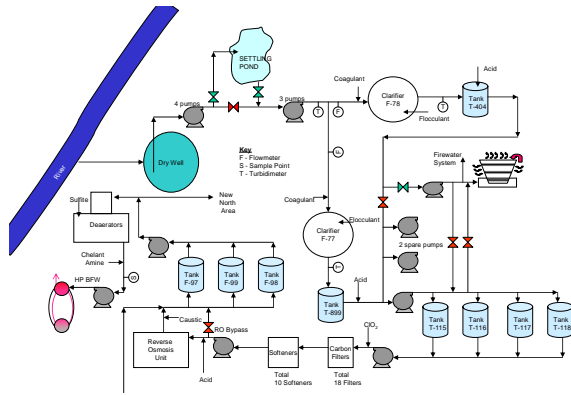 SETTLING
POND
Coagulant
Acid
4 pumps
3 pumps
T
F
Clarifier
F-78
T
Tank
T-404
Flocculant
Key
F - Flowmeter
S - Sample Point
T - Turbidimeter
River
Dry Well
F
Firewater
System
Sulfite
New
North
Area
Coagulant
Flocculant
Deaerators
Clarifier
F-77
2 spare pumps
Chelant
Amine
S
T
HP BFW
Tank
F-97
Tank
F-99
Tank
F-98
Acid
Tank
T-899
Tank
T-115
Tank
T-116
Tank
T-117
Tank
T-118
Caustic
RO Bypass
ClO2
Reverse
Osmosis
Unit
Softeners
Carbon
Filters
Acid
Total
10 Softeners
Total
18 Filters